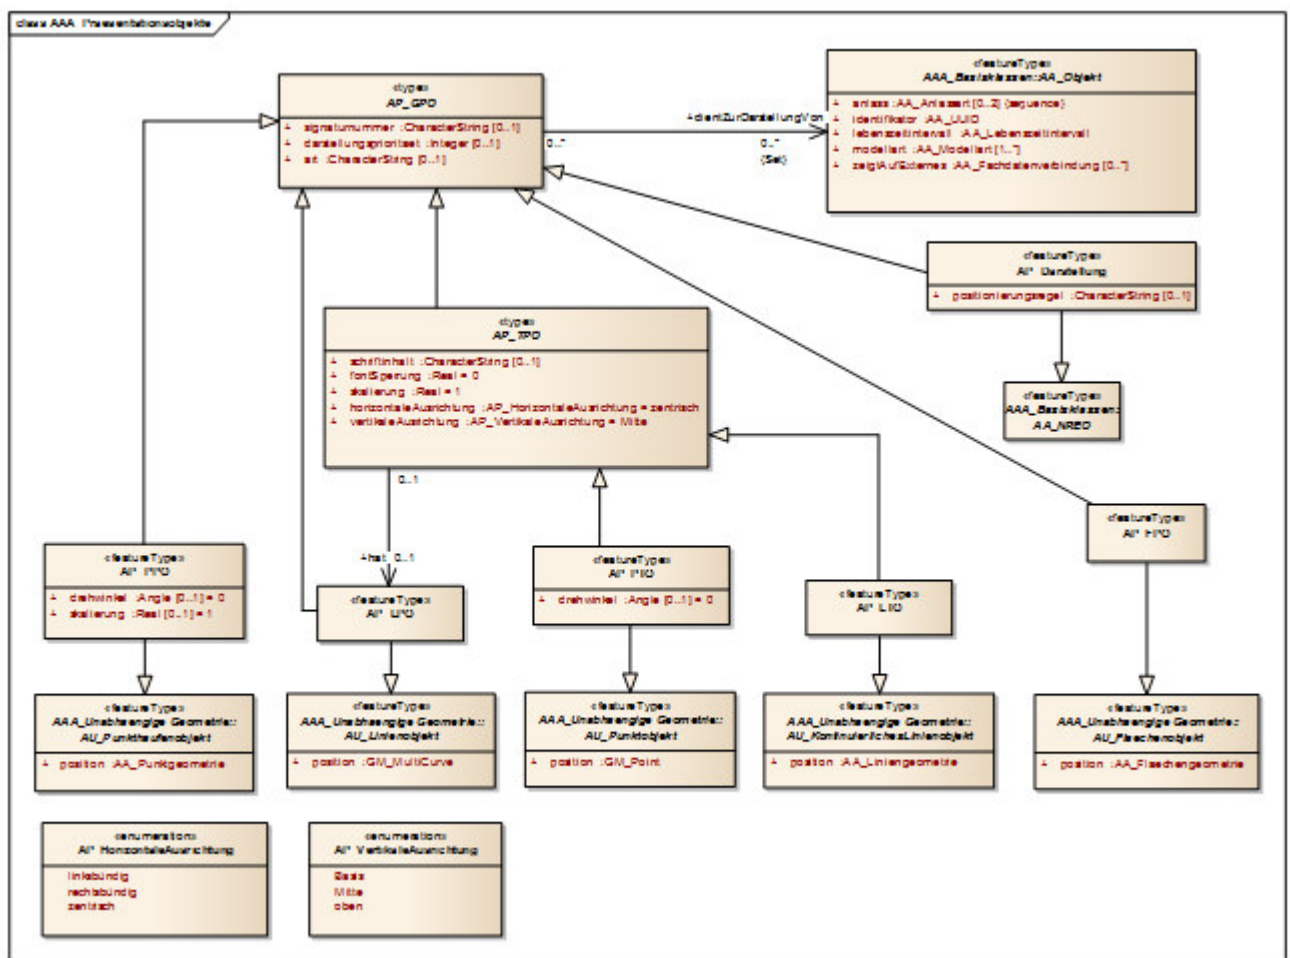 class AAA_Praesentationsobjekte
«type»
AP_GPO
+ signaturnummer :CharacterString [0..1]
+ darstellungsprioritaet :Integer [0..1]
+ art :CharacterString [0..1]
+dientZurDarstellungVon
0..*
0..*
{Set}
«featureType»
AAA_Basisklassen::AA_Objekt
+ anlass :AA_Anlassart [0..2] {sequence}
+ identifikator :AA_UUID
+ lebenszeitintervall :AA_Lebenszeitintervall
+ modellart :AA_Modellart [1..*]
+ zeigtAufExternes :AA_Fachdatenverbindung [0..*]
«featureType»
AP_Darstellung
+ positionierungsregel :CharacterString [0..1]
«featureType»
AAA_Basisklassen::
AA_NREO
«type»
AP_TPO
+ schriftinhalt :CharacterString [0..1]
+ fontSperrung :Real = 0
+ skalierung :Real = 1
+ horizontaleAusrichtung :AP_HorizontaleAusrichtung = zentrisch
+ vertikaleAusrichtung :AP_VertikaleAusrichtung = Mitte
0..1
+hat 0..1
«featureType»
AP_PPO
+ drehwinkel :Angle [0..1] = 0
+ skalierung :Real [0..1] = 1
«featureType»
AP_LPO
«featureType»
AP_PTO
+ drehwinkel :Angle [0..1] = 0
«featureType»
AP_LTO
«featureType»
AP_FPO
«featureType»
AAA_Unabhaengige Geometrie::
AU_Punkthaufenobjekt
+ position :AA_Punktgeometrie
«featureType»
AAA_Unabhaengige Geometrie::
AU_Linienobjekt
+ position :GM_MultiCurve
«featureType»
AAA_Unabhaengige Geometrie::
AU_Punktobjekt
+ position :GM_Point
«featureType»
AAA_Unabhaengige Geometrie::
AU_KontinuierlichesLinienobjekt
+ position :AA_Liniengeometrie
«featureType»
AAA_Unabhaengige Geometrie::
AU_Flaechenobjekt
+ position :AA_Flaechengeometrie
«enumeration»
AP_HorizontaleAusrichtung
linksbündig
rechtsbündig
zentrisch
«enumeration»
AP_VertikaleAusrichtung
Basis
Mitte
oben